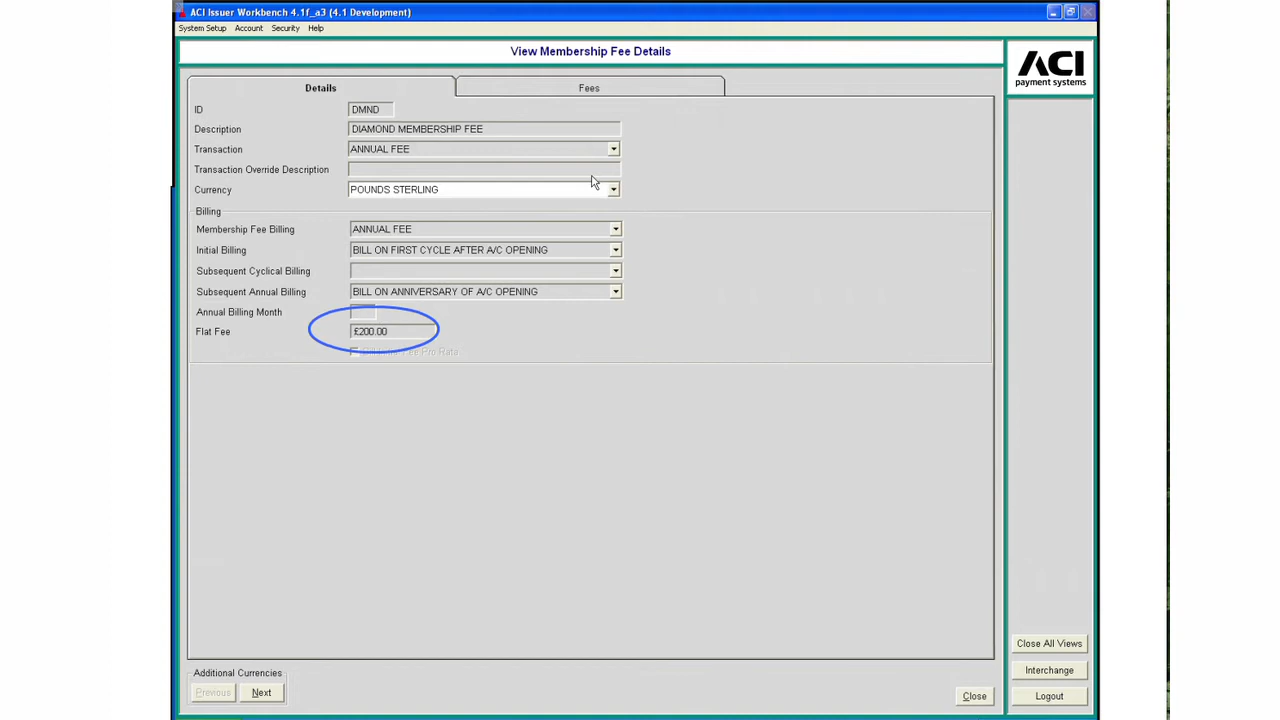 ACI Issuer Workbench 4.1f_a3 (4.1 Development)
System Setup Account Security Help
View Membership Fee Details
ACI
payment systems
Details Fees
ID DMND
Description DIAMOND MEMBERSHIP FEE
Transaction ANNUAL FEE
Transaction Override Description
Currency POUNDS STERLING
Billing
Membership Fee Billing ANNUAL FEE
Initial Billing BILL ON FIRST CYCLE AFTER A/C OPENING
Subsequent Cyclical Billing
Subsequent Annual Billing BILL ON ANNIVERSARY OF A/C OPENING
Annual Billing Month
Flat Fee £200.00
Fee Pro Rata
Close All Views
Interchange
Logout
Additional Currencies
Previous Next
Close